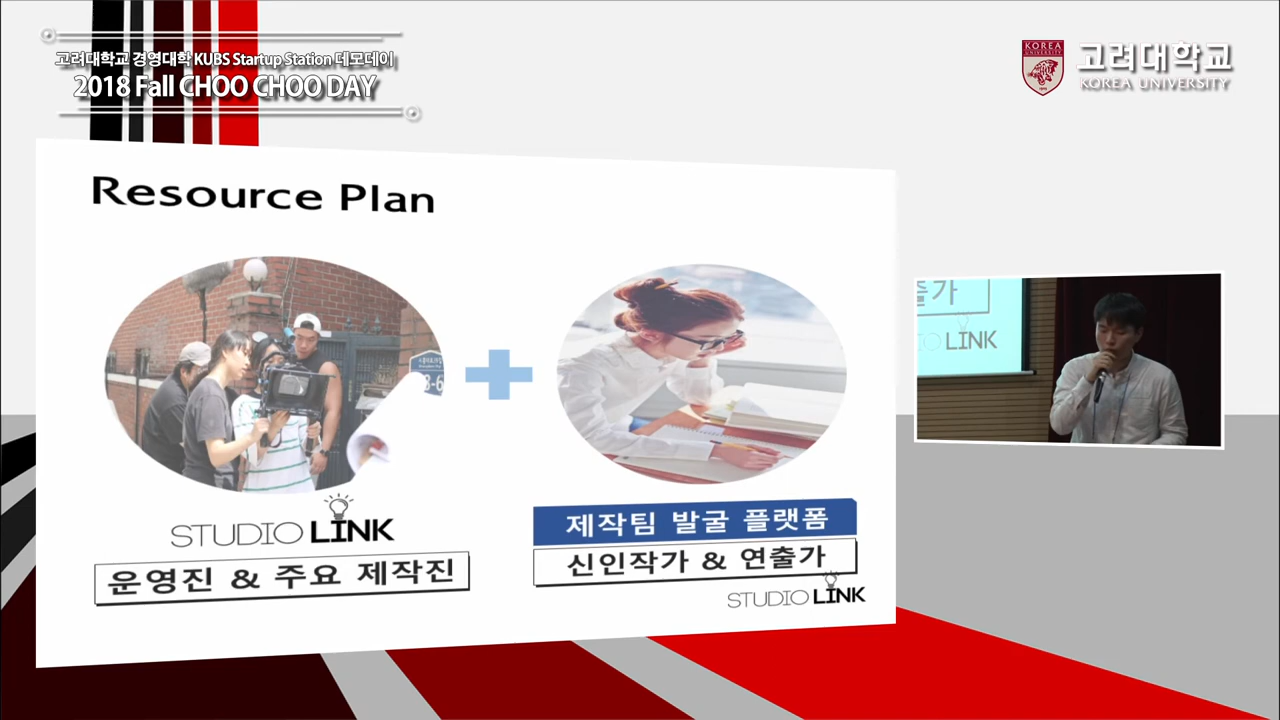 고려대학교 경영대학 KUBS Startup Station 데모데이
2018 Fall CHOO CHOO DAY
KOREA
UNIVERSITY
고려대학교
KOREA UNIVERSITY
Resource Plan
STUDIO LINK
운영진 & 주요 제작진
제작팀 발굴 플랫폼
신인작가 & 연출가
STUDIO LINK
출가
LINK